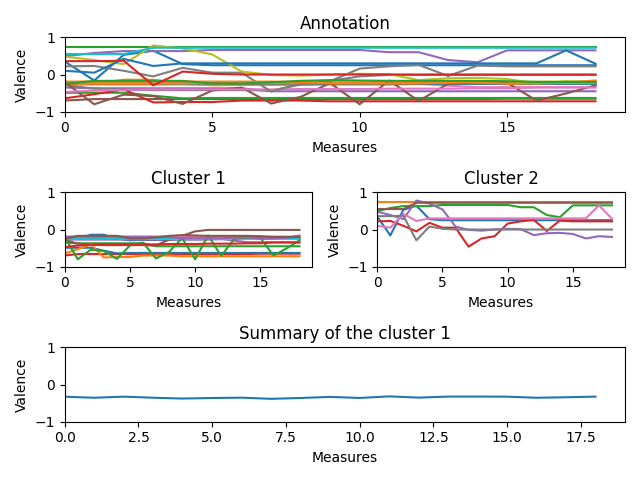 Annotation
1
0
-1
Valence
0 5 10 15
Measures
Cluster 1 Cluster 2
1 1
0 0
-1 -1
Valence Valence
0 5 10 15 0 5 10 15
Measures Measures
Summary of the cluster 1
1
0
-1
Valence
0.0 2.5 5.0 7.5 10.0 12.5 15.0 17.5
Measures